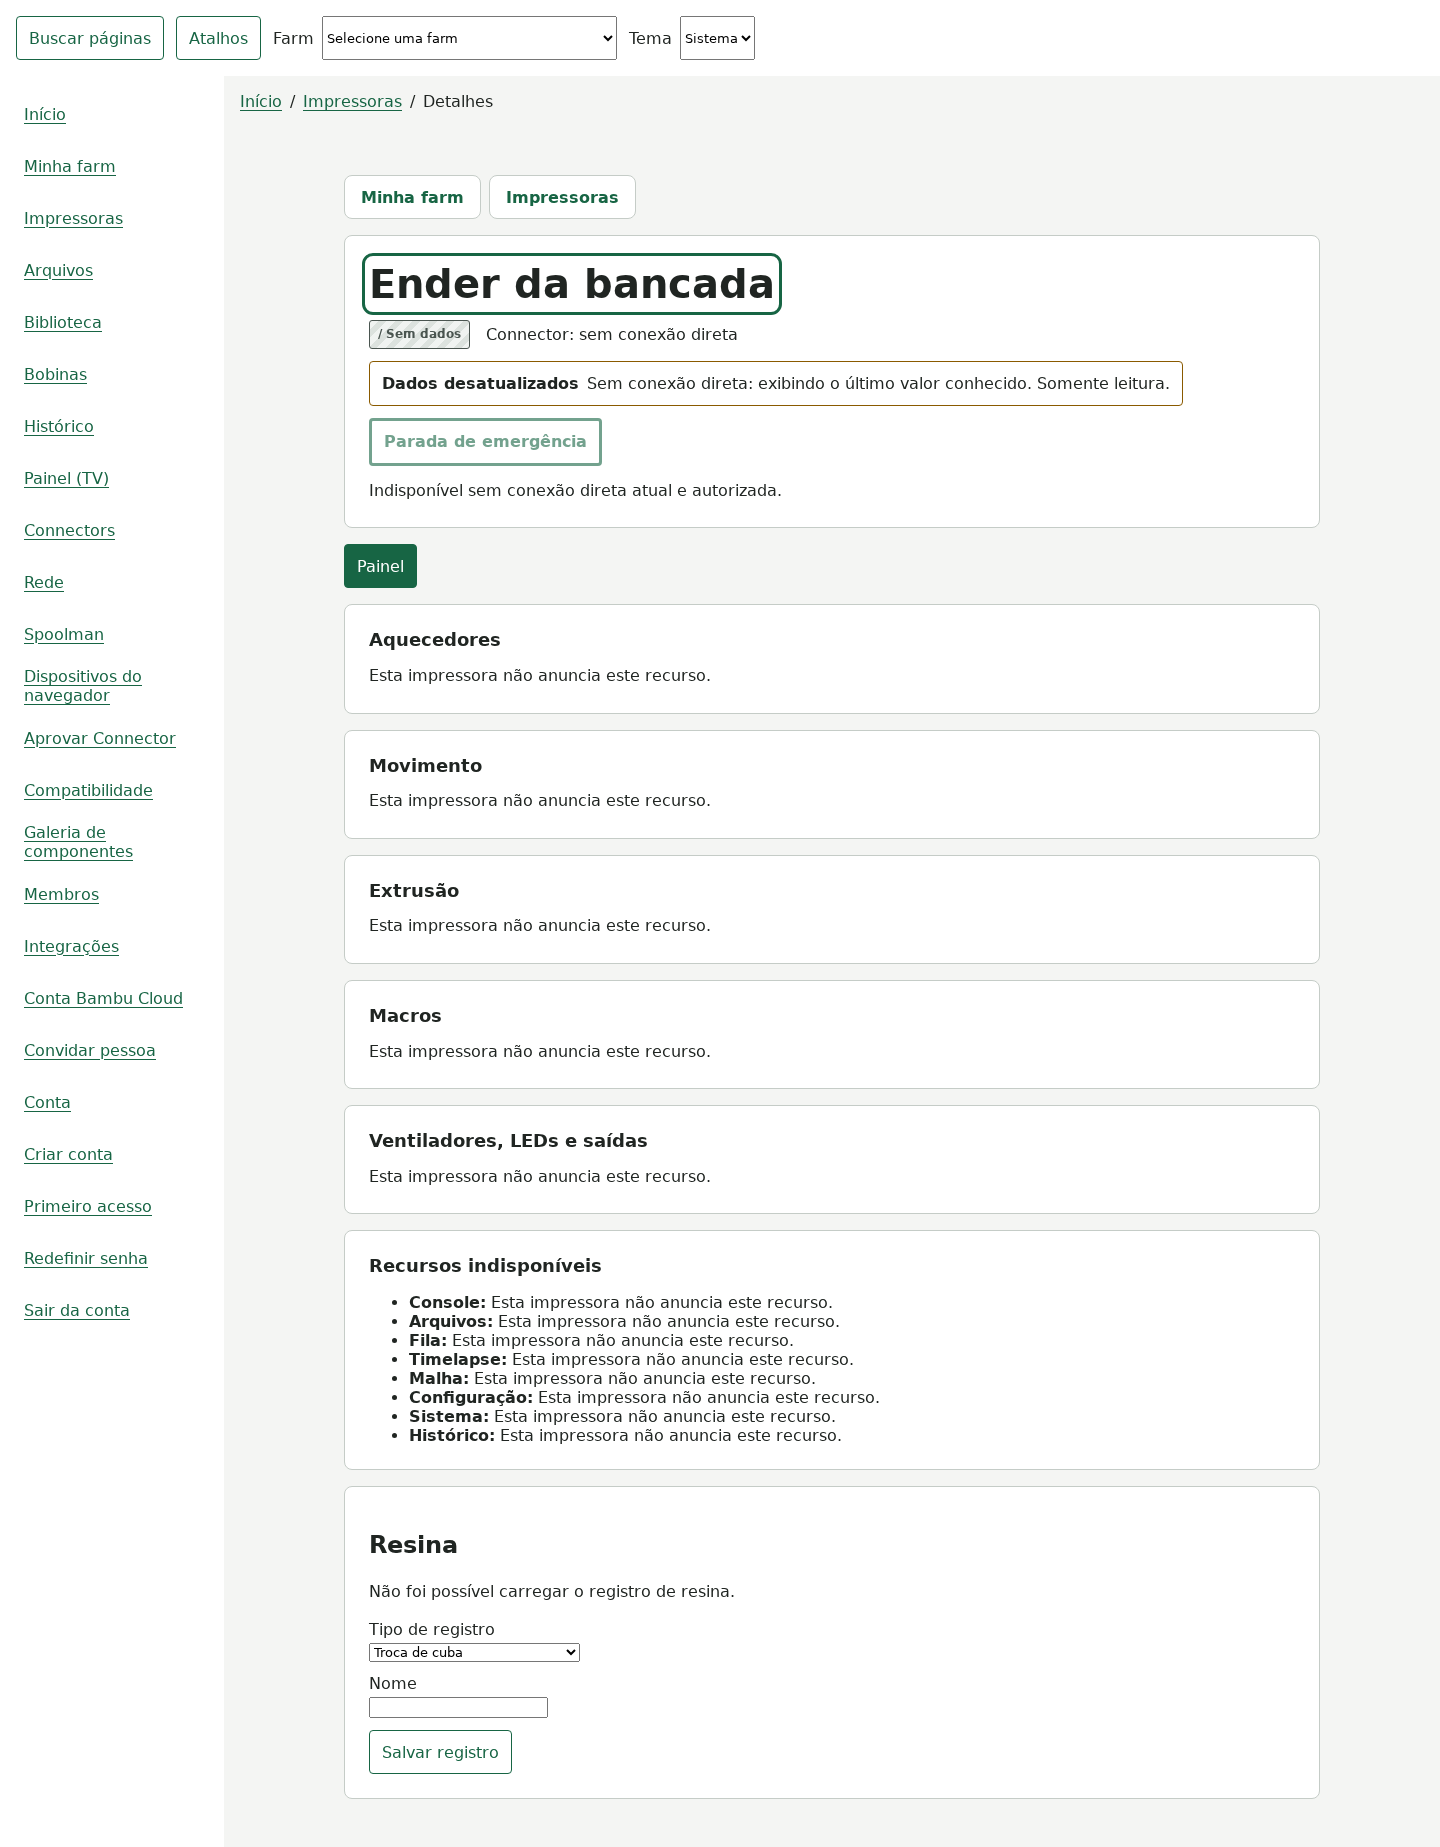 Buscar páginas
Atalhos
Farm
Selecione uma farm
Tema
Sistema
Início / Impressoras / Detalhes
Início
Minha farm
Impressoras
Arquivos
Biblioteca
Bobinas
Histórico
Painel (TV)
Connectors
Rede
Spoolman
Dispositivos do
navegador
Aprovar Connector
Compatibilidade
Galeria de
componentes
Membros
Integrações
Conta Bambu Cloud
Convidar pessoa
Conta
Criar conta
Primeiro acesso
Redefinir senha
Sair da conta
Minha farm
Impressoras
Ender da bancada
/ Sem dados
Connector: sem conexão direta
Dados desatualizados Sem conexão direta: exibindo o último valor conhecido. Somente leitura.
Parada de emergência
Indisponível sem conexão direta atual e autorizada.
Painel
Aquecedores
Esta impressora não anuncia este recurso.
Movimento
Esta impressora não anuncia este recurso.
Extrusão
Esta impressora não anuncia este recurso.
Macros
Esta impressora não anuncia este recurso.
Ventiladores, LEDs e saídas
Esta impressora não anuncia este recurso.
Recursos indisponíveis
Console: Esta impressora não anuncia este recurso.
Arquivos: Esta impressora não anuncia este recurso.
Fila: Esta impressora não anuncia este recurso.
Timelapse: Esta impressora não anuncia este recurso.
Malha: Esta impressora não anuncia este recurso.
Configuração: Esta impressora não anuncia este recurso.
Sistema: Esta impressora não anuncia este recurso.
Histórico: Esta impressora não anuncia este recurso.
Resina
Não foi possível carregar o registro de resina.
Tipo de registro
Troca de cuba
Nome
Salvar registro